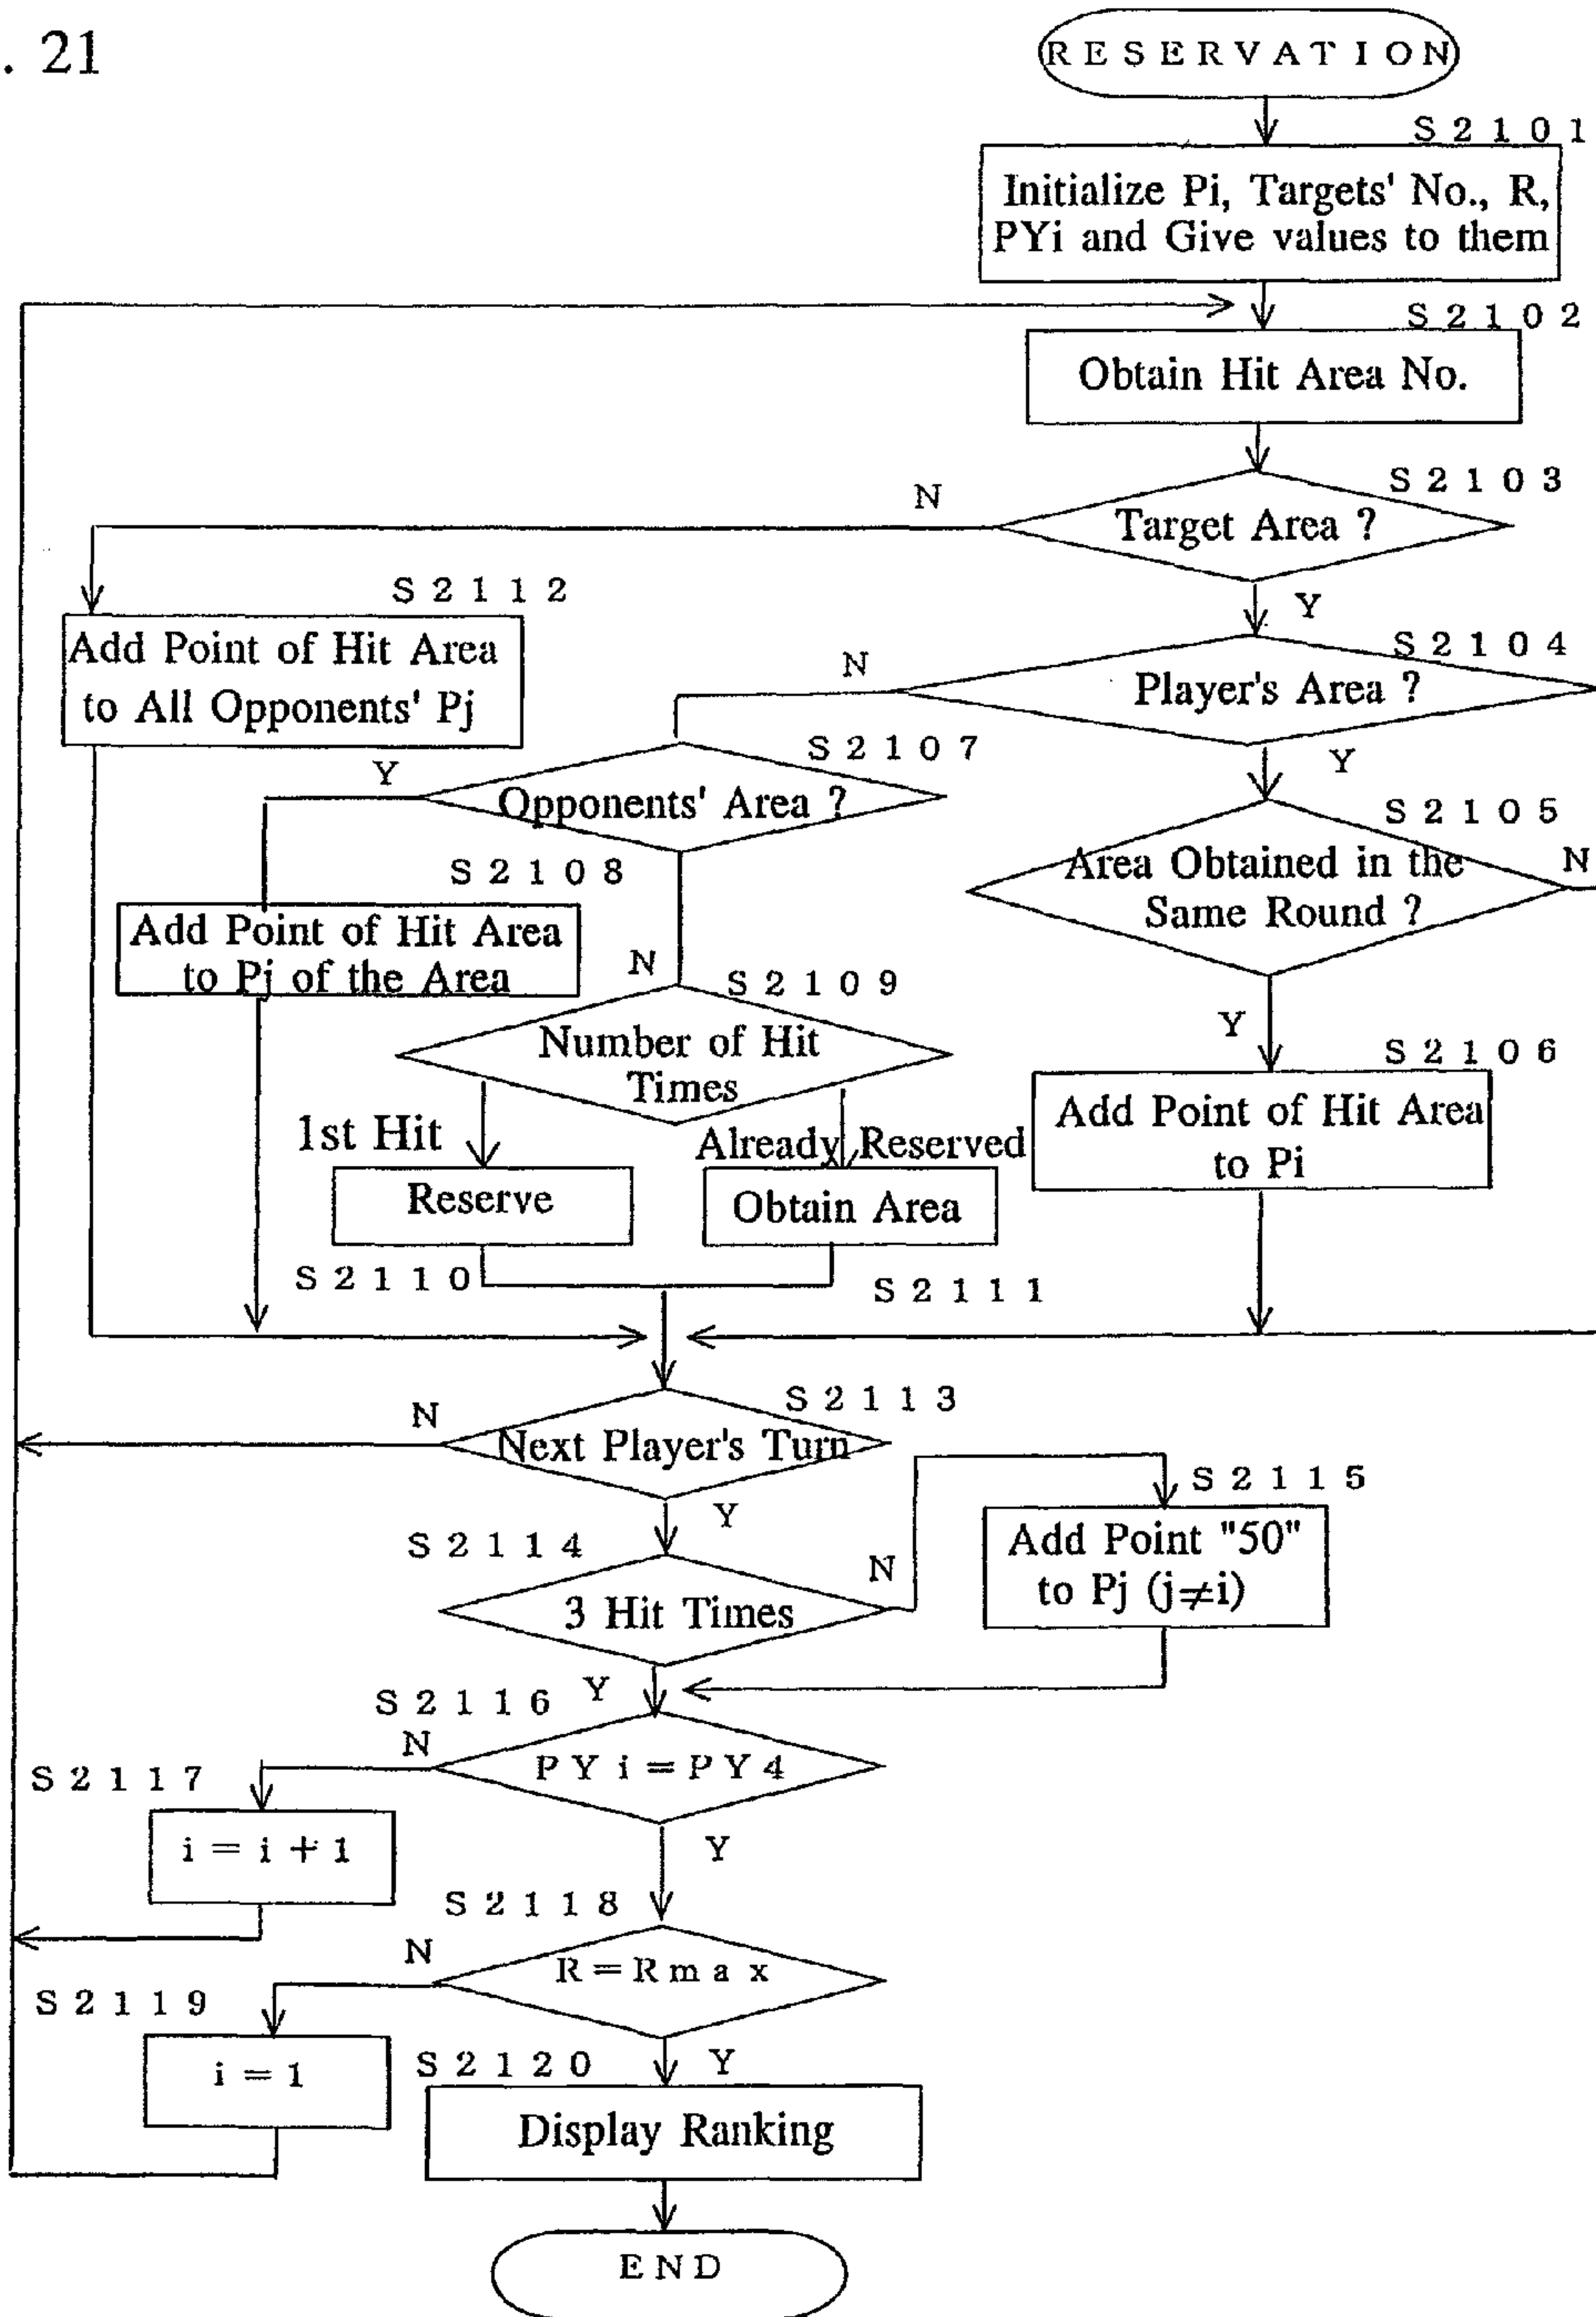 . 21
RESERVATION
S2101
Initialize Pi, Targets' No., R,
PYi and Give values to them
S2102
Obtain Hit Area No.
S2103
N
Target Area ?
Y
S2112
Add Point of Hit Area
to All Opponents' Pj
S2104
N
Player's Area ?
Y
S2107
Y
Opponents' Area ?
N
S2105
Area Obtained in the
Same Round ?
N
Y
S2108
Add Point of Hit Area
to Pj of the Area
S2109
Number of Hit
Times
S2106
Add Point of Hit Area
to Pi
1st Hit
Already Reserved
Reserve
Obtain Area
S2110
S2111
S2113
N
Next Player's Turn
Y
S2114
3 Hit Times
N
S2115
Add Point "50"
to Pj (j≠i)
Y
S2116
N
PYi=PY4
Y
S2117
i = i + 1
S2118
N
R=Rmax
Y
S2119
i = 1
S2120
Display Ranking
END